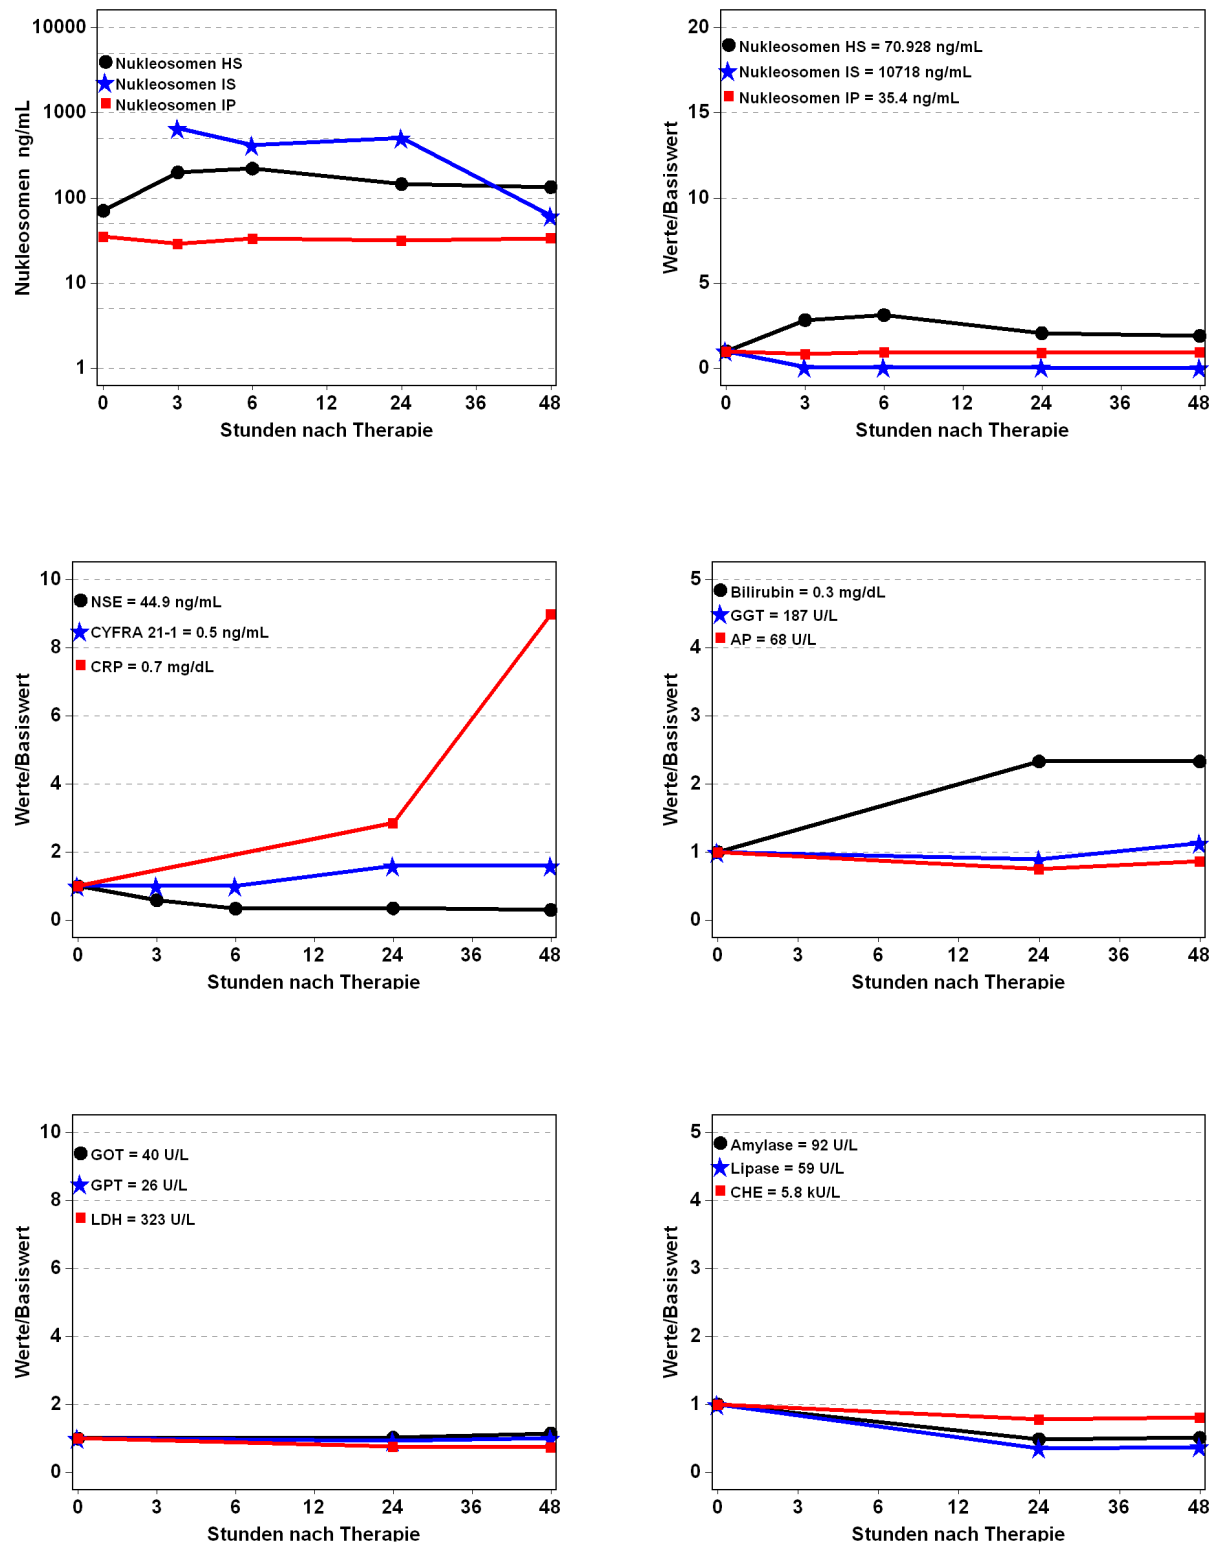 10000
1000
100
10
1
Nukleosomen ng/mL
Nukleosomen HS
Nukleosomen IS
Nukleosomen IP
0 3 6 12 24 36 48
Stunden nach Therapie
20
15
10
5
0
Werte/Basiswert
Nukleosomen HS = 70.928 ng/mL
Nukleosomen IS = 10718 ng/mL
Nukleosomen IP = 35.4 ng/mL
0 3 6 12 24 36 48
Stunden nach Therapie
10
8
6
4
2
0
Werte/Basiswert
NSE = 44.9 ng/mL
CYFRA 21-1 = 0.5 ng/mL
CRP = 0.7 mg/dL
0 3 6 12 24 36 48
Stunden nach Therapie
5
4
3
2
1
0
Werte/Basiswert
Bilirubin = 0.3 mg/dL
GGT = 187 U/L
AP = 68 U/L
0 3 6 12 24 36 48
Stunden nach Therapie
10
8
6
4
2
0
Werte/Basiswert
GOT = 40 U/L
GPT = 26 U/L
LDH = 323 U/L
0 3 6 12 24 36 48
Stunden nach Therapie
5
4
3
2
1
0
Werte/Basiswert
Amylase = 92 U/L
Lipase = 59 U/L
CHE = 5.8 kU/L
0 3 6 12 24 36 48
Stunden nach Therapie